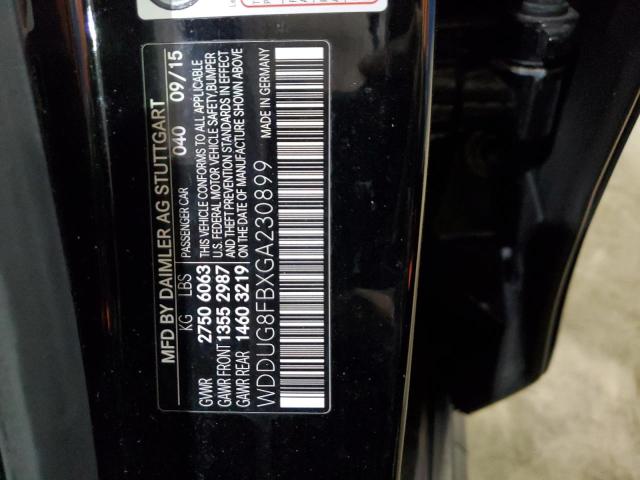 MFD BY DAIMLER AG STUTTGART
KG LBS PASSENGER CAR 040 09/15
GVWR 2750 6063 THIS VEHICLE CONFORMS TO ALL APPLICABLE
GAWR FRONT 1355 2987 U.S. FEDERAL MOTOR VEHICLE SAFETY, BUMPER
AND THEFT PREVENTION STANDARDS IN EFFECT
GAWR REAR 1460 3219 ON THE DATE OF MANUFACTURE SHOWN ABOVE
MADE IN GERMANY
WDDUG8FBXGA230899